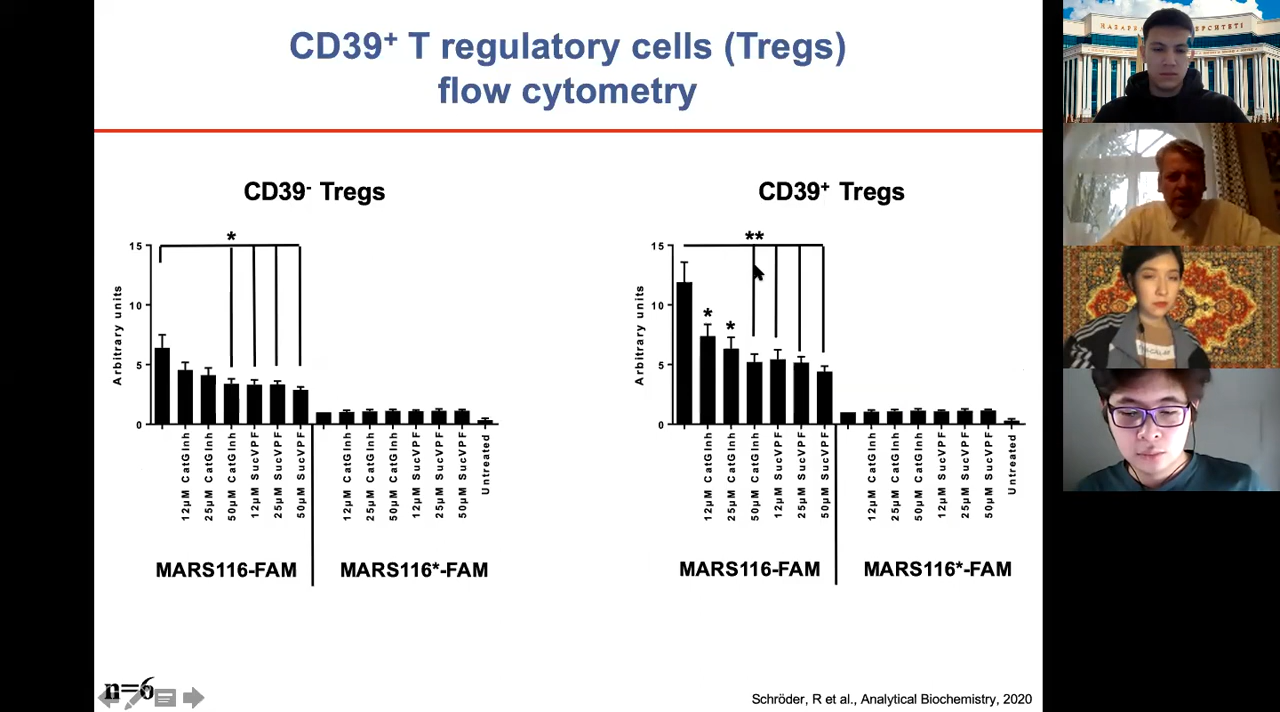 CD39+ T regulatory cells (Tregs)
flow cytometry
CD39- Tregs
*
Arbitrary units
15
10
5
0
12µM CatGInh
25µM CatGInh
50µM CatGInh
12µM SucVPF
25µM SucVPF
50µM SucVPF
12µM CatGInh
25µM CatGInh
50µM CatGInh
12µM SucVPF
25µM SucVPF
50µM SucVPF
Untreated
MARS116-FAM
MARS116*-FAM
CD39+ Tregs
**
*
*
Arbitrary units
15
10
5
0
12µM CatGInh
25µM CatGInh
50µM CatGInh
12µM SucVPF
25µM SucVPF
50µM SucVPF
12µM CatGInh
25µM CatGInh
50µM CatGInh
12µM SucVPF
25µM SucVPF
50µM SucVPF
Untreated
MARS116-FAM
MARS116*-FAM
n=6
Schröder, R et al., Analytical Biochemistry, 2020